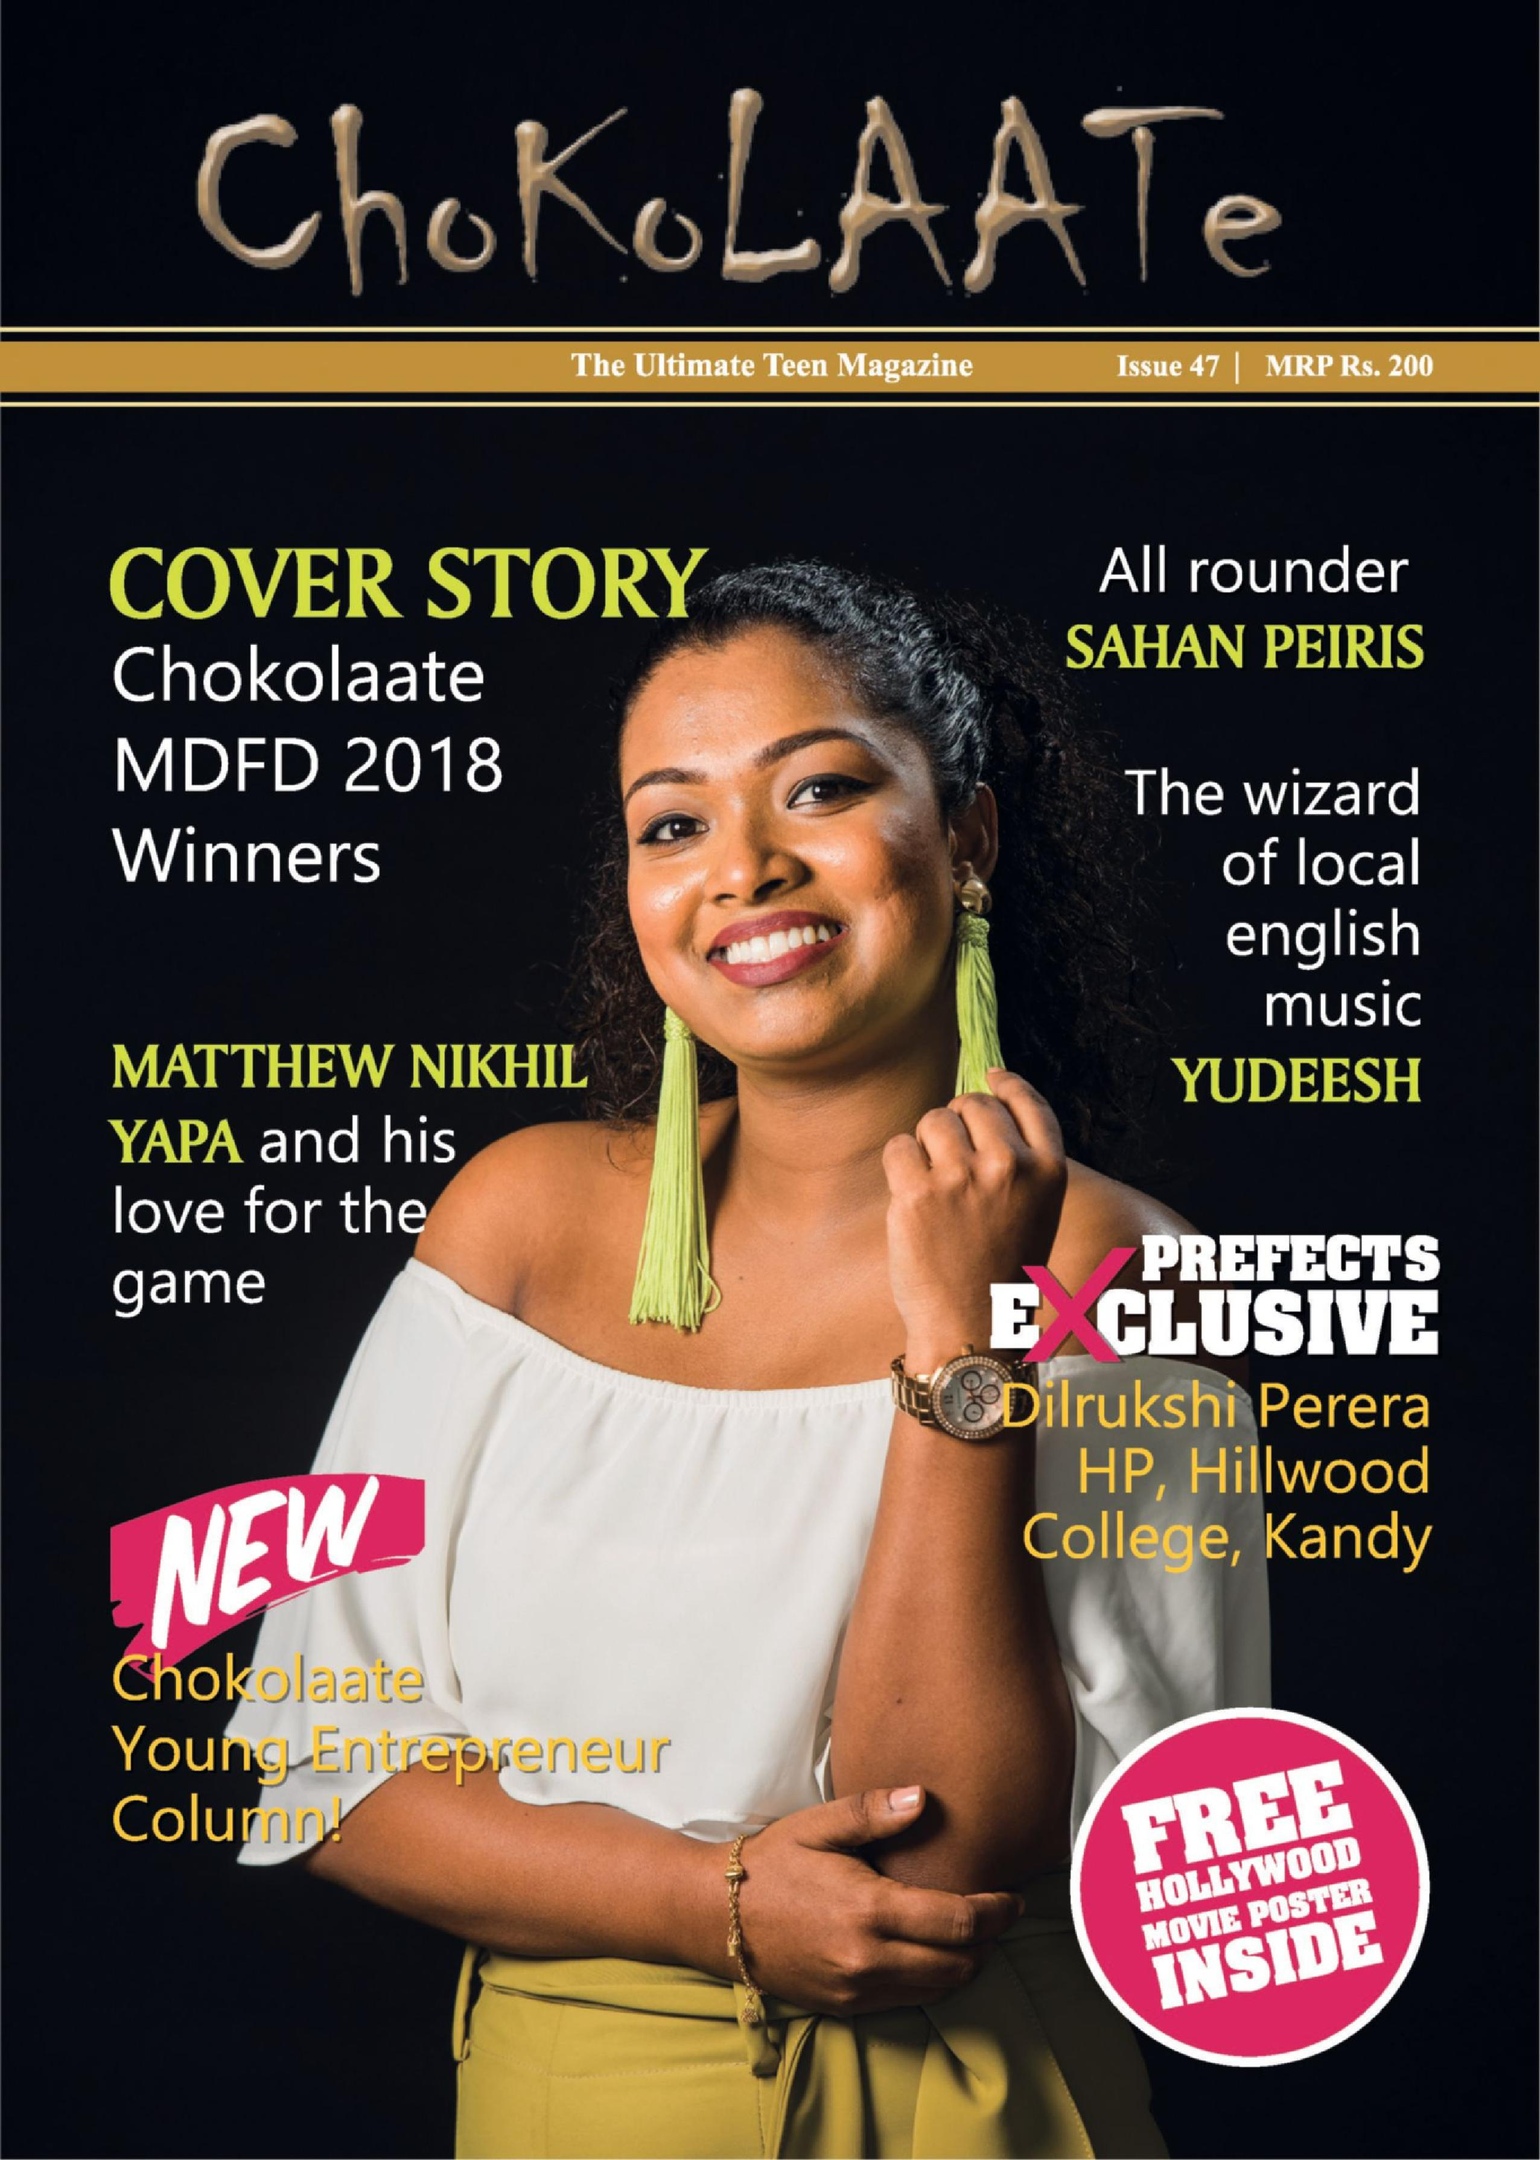 ChoKoLAATe
The Ultimate Teen Magazine
Issue 47 | MRP Rs. 200
COVER STORY
Chokolaate
MDFD 2018
Winners
MATTHEW NIKHIL
YAPA and his
love for the
game
NEW
Chokolaate
Young Entrepreneur
Column!
All rounder
SAHAN PEIRIS
The wizard
of local
english
music
YUDEESH
PREFECTS
EXCLUSIVE
Dilrukshi Perera
HP, Hillwood
College, Kandy
FREE
HOLLYWOOD
MOVIE POSTER
INSIDE